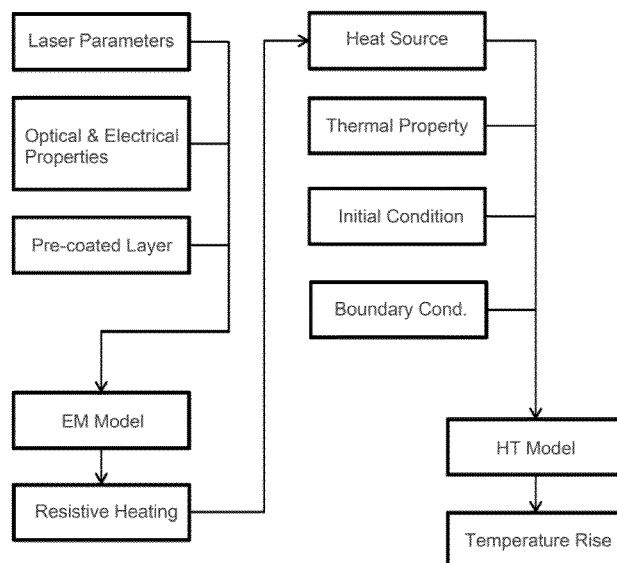 Laser Parameters
Optical & Electrical
Properties
Pre-coated Layer
EM Model
Resistive Heating
Heat Source
Thermal Property
Initial Condition
Boundary Cond.
HT Model
Temperature Rise